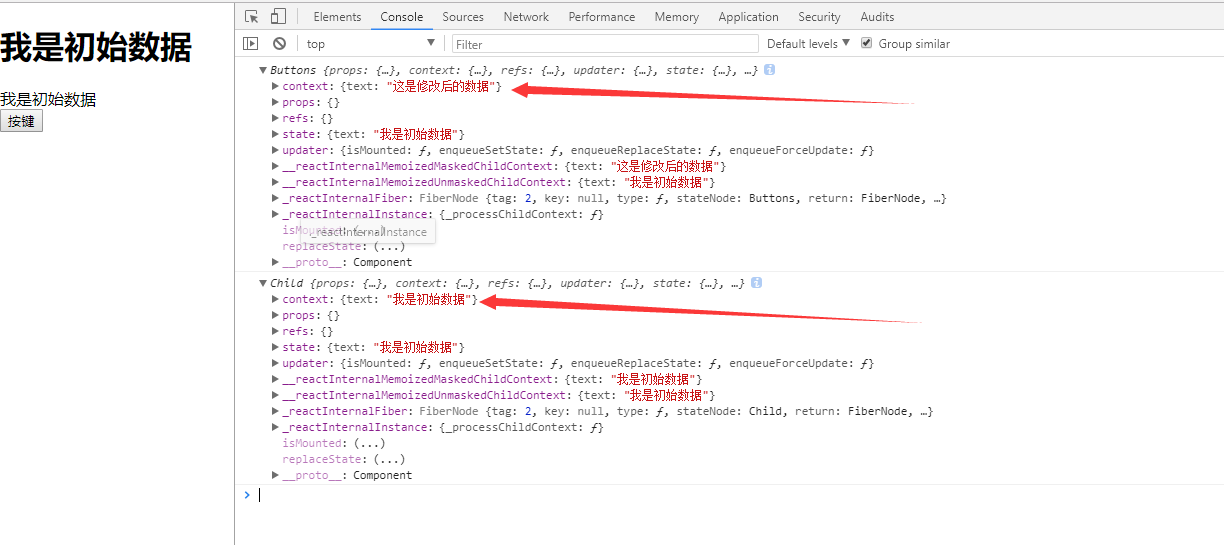 Elements Console Sources Network Performance Memory Application Security Audits
top Filter Default levels Group similar
我是初始数据
我是初始数据
按键
Buttons {props: {…}, context: {…}, refs: {…}, updater: {…}, state: {…}, …}
context: {text: "这是修改后的数据"}
props: {}
refs: {}
state: {text: "我是初始数据"}
updater: {isMounted: ƒ, enqueueSetState: ƒ, enqueueReplaceState: ƒ, enqueueForceUpdate: ƒ}
__reactInternalMemoizedMaskedChildContext: {text: "这是修改后的数据"}
__reactInternalMemoizedUnmaskedChildContext: {text: "我是初始数据"}
_reactInternalFiber: FiberNode {tag: 2, key: null, type: ƒ, stateNode: Buttons, return: FiberNode, …}
_reactInternalInstance: {_processChildContext: ƒ}
isMounted: (...)
_reactInternalInstance
replaceState: (...)
__proto__: Component
Child {props: {…}, context: {…}, refs: {…}, updater: {…}, state: {…}, …}
context: {text: "我是初始数据"}
props: {}
refs: {}
state: {text: "我是初始数据"}
updater: {isMounted: ƒ, enqueueSetState: ƒ, enqueueReplaceState: ƒ, enqueueForceUpdate: ƒ}
__reactInternalMemoizedMaskedChildContext: {text: "我是初始数据"}
__reactInternalMemoizedUnmaskedChildContext: {text: "我是初始数据"}
_reactInternalFiber: FiberNode {tag: 2, key: null, type: ƒ, stateNode: Child, return: FiberNode, …}
_reactInternalInstance: {_processChildContext: ƒ}
isMounted: (...)
replaceState: (...)
__proto__: Component